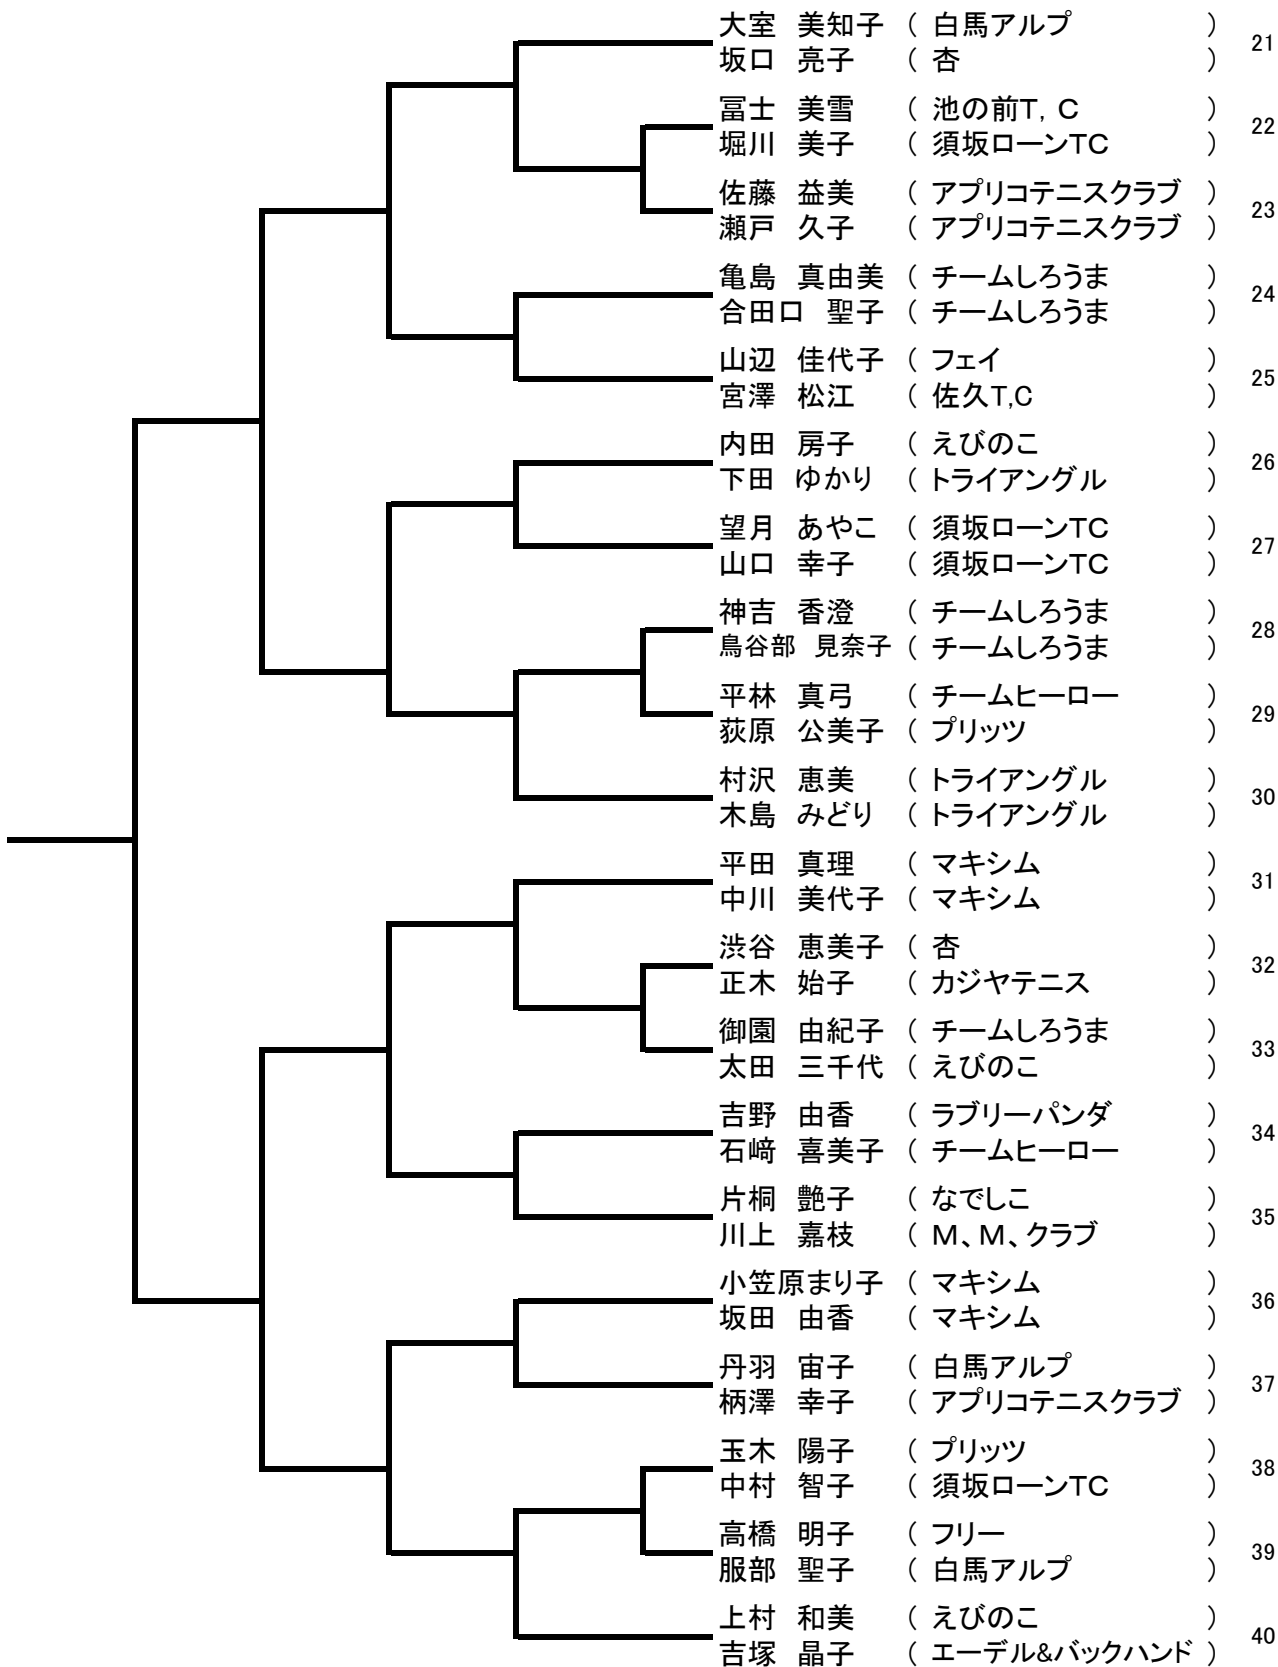 大室 美知子 ( 白馬アルプ )
21
坂口 亮子 ( 杏 )
冨士 美雪 ( 池の前T, C )
22
堀川 美子 ( 須坂ローンTC )
佐藤 益美 ( アプリコテニスクラブ )
23
瀬戸 久子 ( アプリコテニスクラブ )
亀島 真由美 ( チームしろうま )
24
合田口 聖子 ( チームしろうま )
山辺 佳代子 ( フェイ )
25
宮澤 松江 ( 佐久T,C )
内田 房子 ( えびのこ )
26
下田 ゆかり ( トライアングル )
望月 あやこ ( 須坂ローンTC )
27
山口 幸子 ( 須坂ローンTC )
神吉 香澄 ( チームしろうま )
28
鳥谷部 見奈子 ( チームしろうま )
平林 真弓 ( チームヒーロー )
29
荻原 公美子 ( プリッツ )
村沢 恵美 ( トライアングル )
30
木島 みどり ( トライアングル )
平田 真理 ( マキシム )
31
中川 美代子 ( マキシム )
渋谷 恵美子 ( 杏 )
32
正木 始子 ( カジヤテニス )
御園 由紀子 ( チームしろうま )
33
太田 三千代 ( えびのこ )
吉野 由香 ( ラブリーパンダ )
34
石﨑 喜美子 ( チームヒーロー )
片桐 艶子 ( なでしこ )
35
川上 嘉枝 ( M、M、クラブ )
小笠原まり子 ( マキシム )
36
坂田 由香 ( マキシム )
丹羽 宙子 ( 白馬アルプ )
37
柄澤 幸子 ( アプリコテニスクラブ )
玉木 陽子 ( プリッツ )
38
中村 智子 ( 須坂ローンTC )
高橋 明子 ( フリー )
39
服部 聖子 ( 白馬アルプ )
上村 和美 ( えびのこ )
40
吉塚 晶子 ( エーデル&バックハンド )